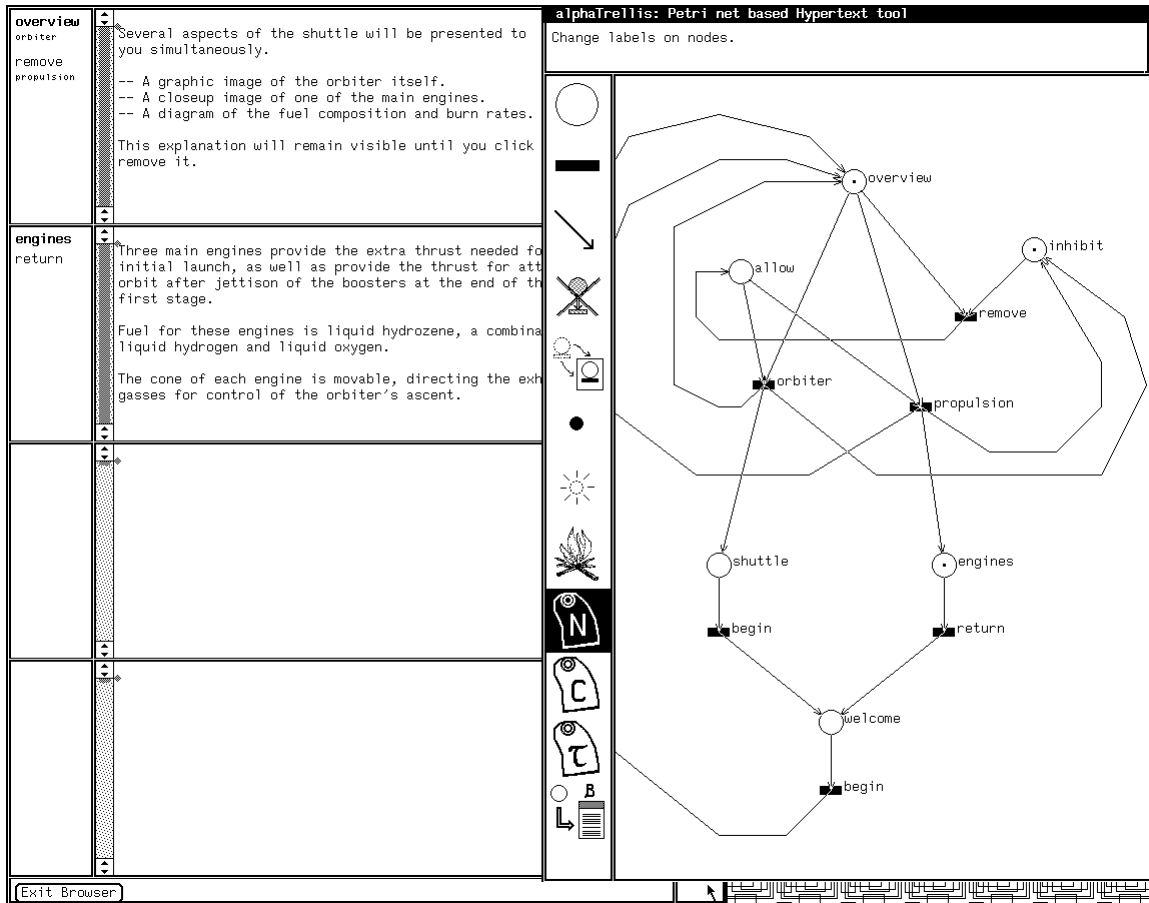 overview
orbiter
remove
propulsion
Several aspects of the shuttle will be presented to
you simultaneously.
-- A graphic image of the orbiter itself.
-- A closeup image of one of the main engines.
-- A diagram of the fuel composition and burn rates.
This explanation will remain visible until you click
remove it.
engines
return
Three main engines provide the extra thrust needed fo
initial launch, as well as provide the thrust for att
orbit after jettison of the boosters at the end of th
first stage.
Fuel for these engines is liquid hydrozene, a combina
liquid hydrogen and liquid oxygen.
The cone of each engine is movable, directing the exh
gasses for control of the orbiter's ascent.
Exit Browser
alphaTrellis: Petri net based Hypertext tool
Change labels on nodes.
N
C
τ
B
overview
inhibit
allow
remove
orbiter
propulsion
shuttle
engines
begin
return
welcome
begin